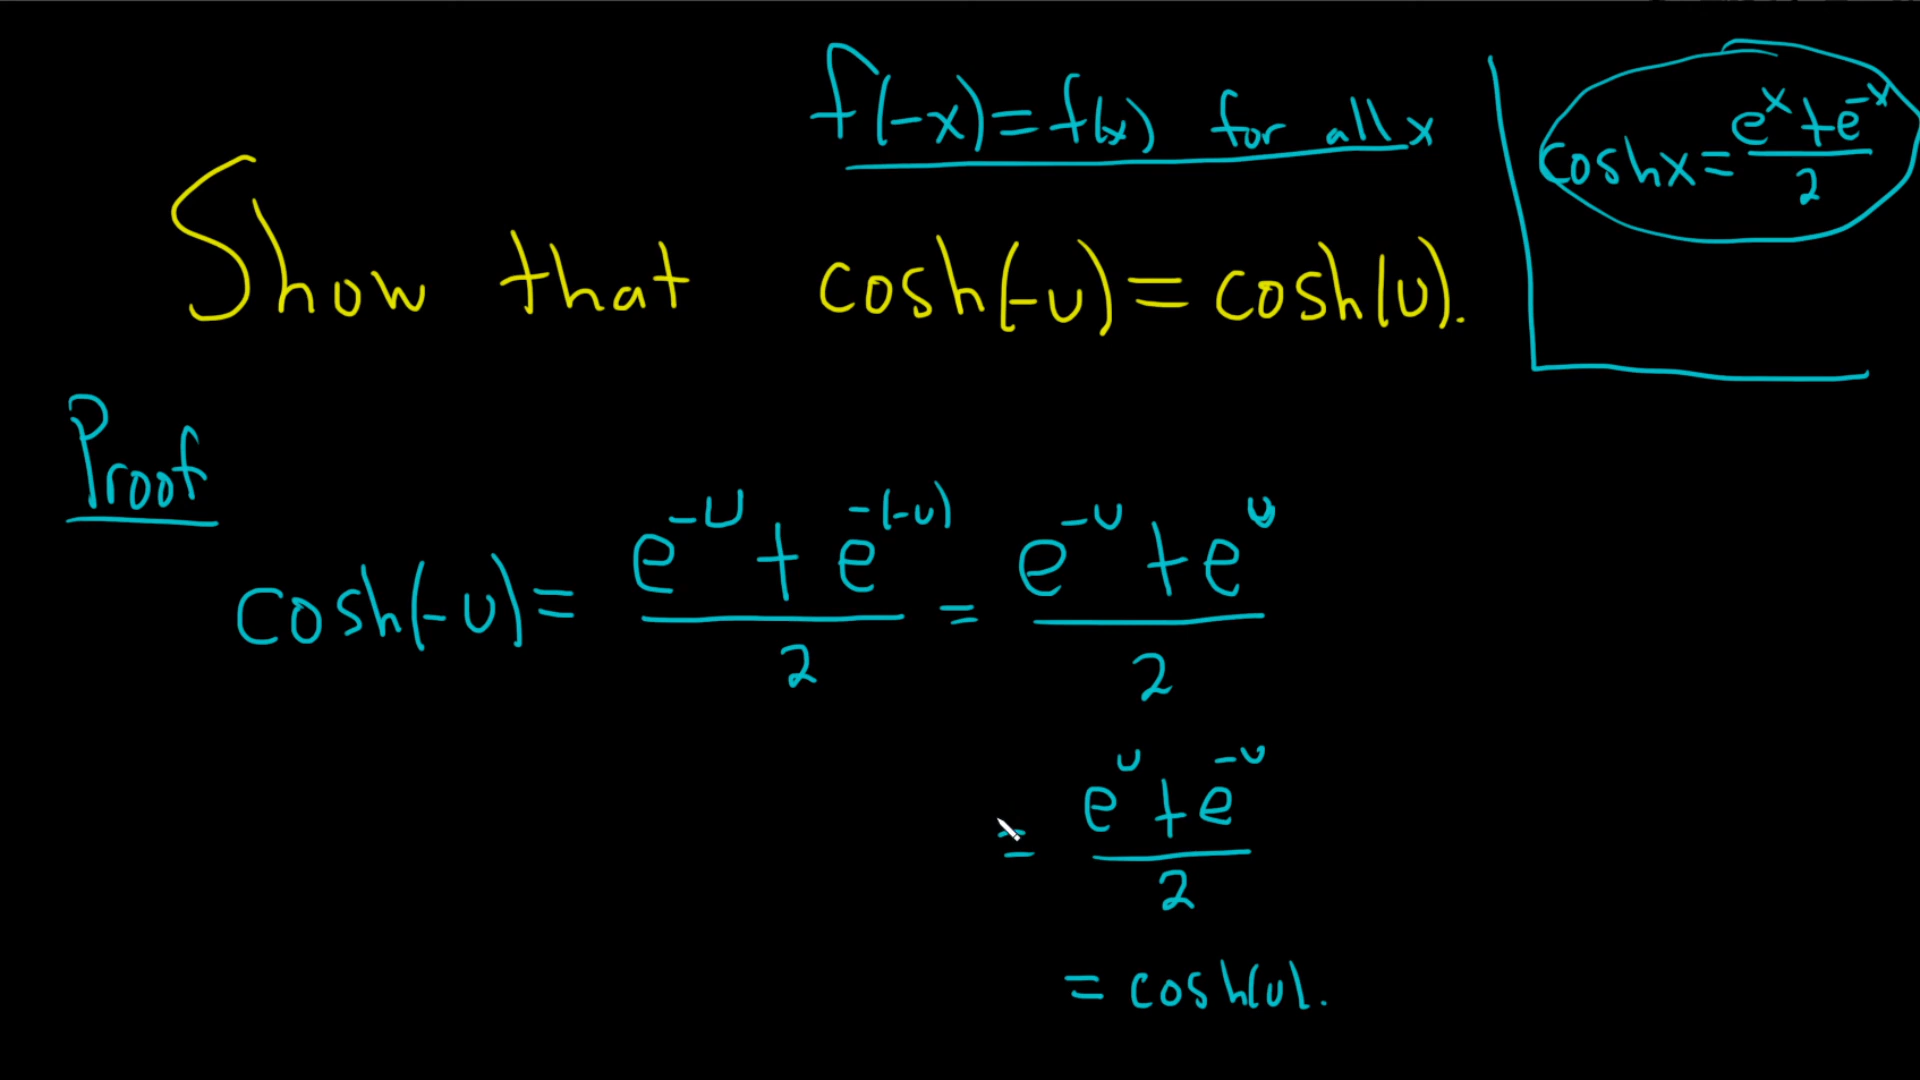 f(-x) = f(x) for all x
cosh x = (e^x + e^-x)/2
Show that cosh(-u) = cosh(u).
Proof
cosh(-u) = (e^-u + e^-(-u))/2 = (e^-u + e^u)/2
= (e^u + e^-u)/2
= cosh(u).